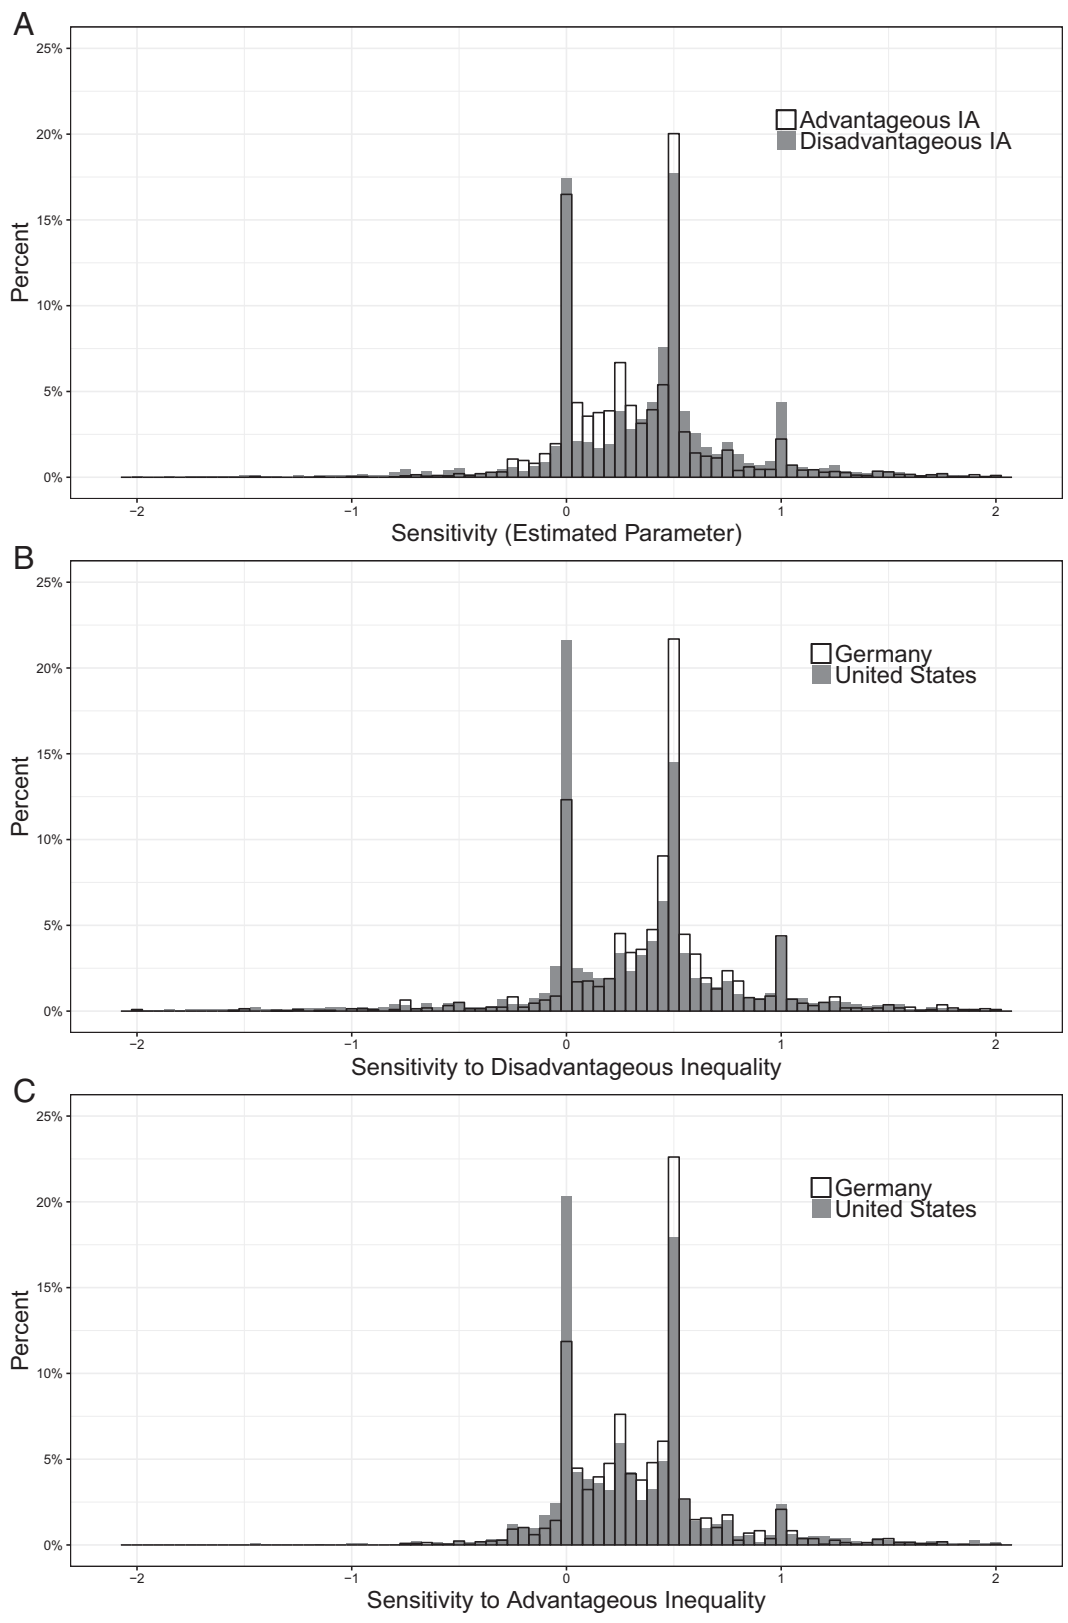 A
25%
20%
15%
10%
5%
0%
Percent
Advantageous IA
Disadvantageous IA
−2 −1 0 1 2
Sensitivity (Estimated Parameter)
B
25%
20%
15%
10%
5%
0%
Percent
Germany
United States
−2 −1 0 1 2
Sensitivity to Disadvantageous Inequality
C
25%
20%
15%
10%
5%
0%
Percent
Germany
United States
−2 −1 0 1 2
Sensitivity to Advantageous Inequality